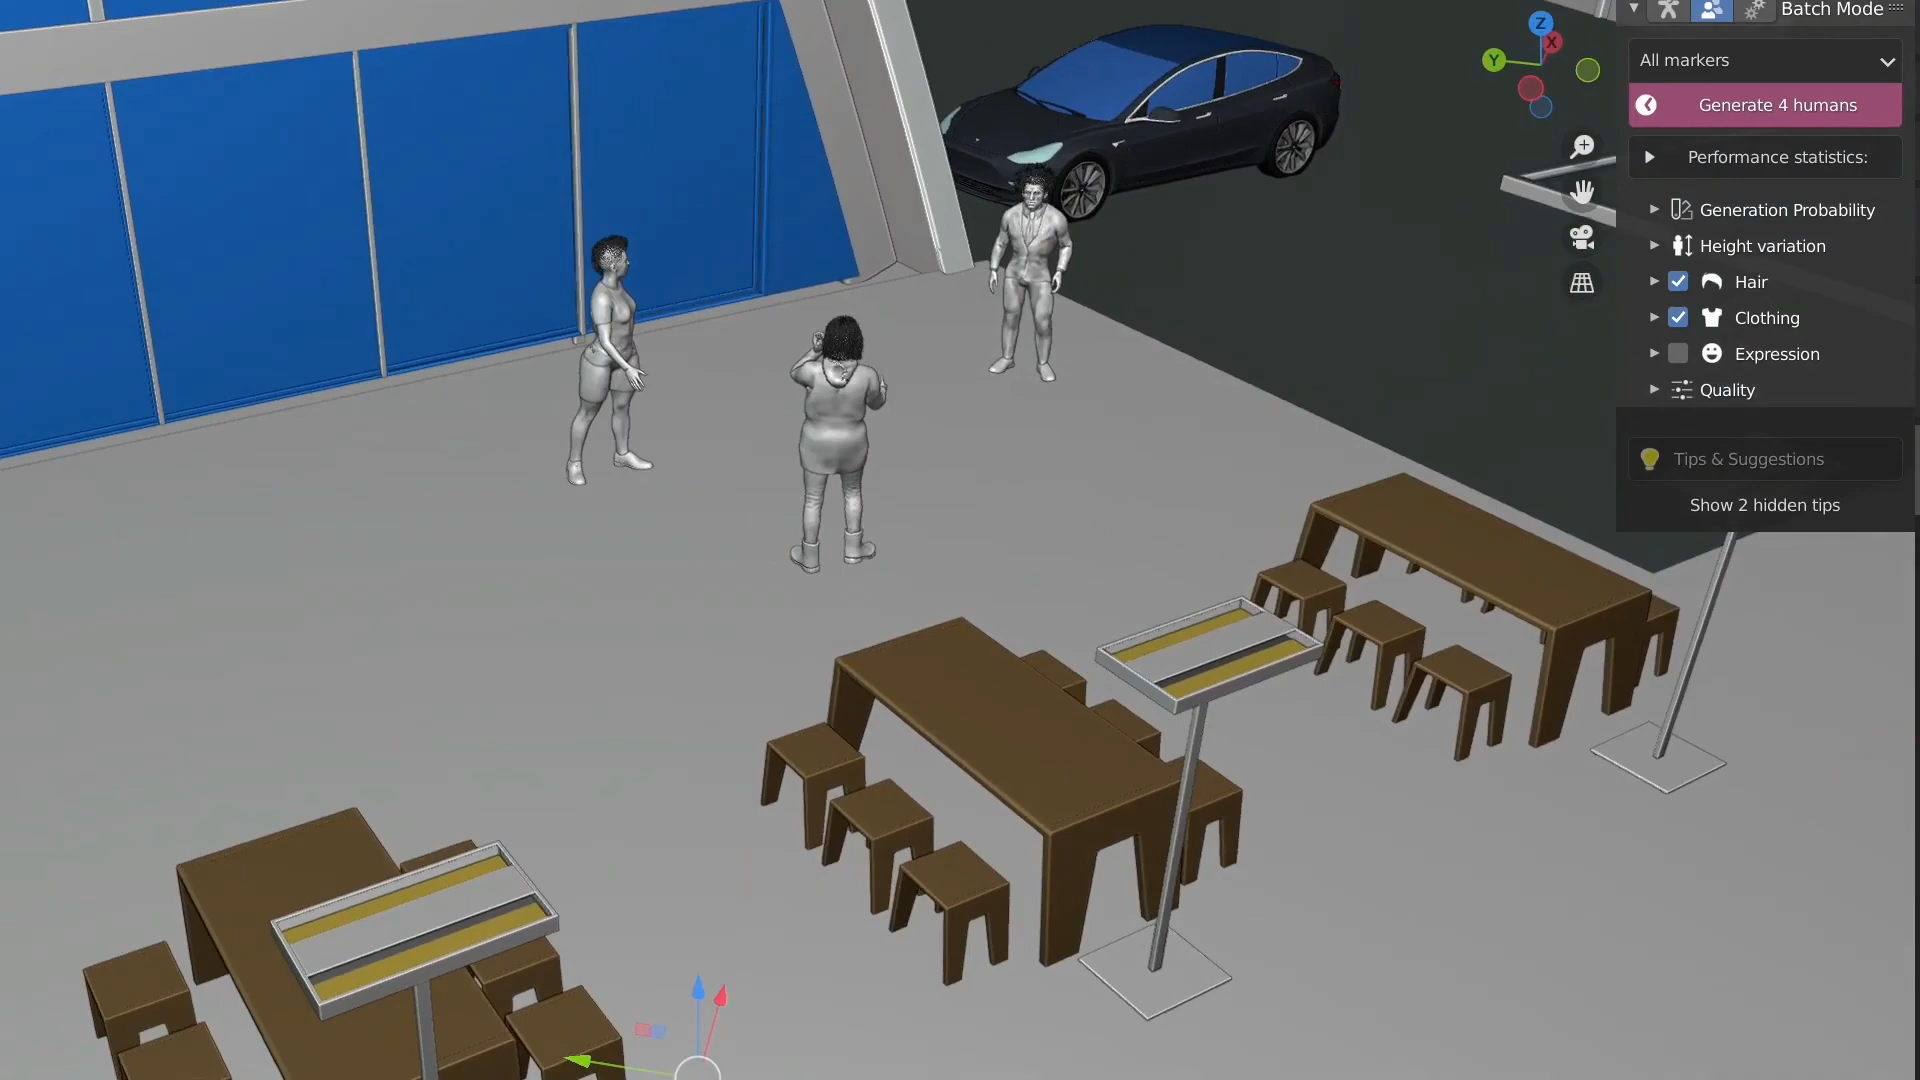 Batch Mode
Z
X
Y
All markers
Generate 4 humans
Performance statistics:
Generation Probability
Height variation
Hair
Clothing
Expression
Quality
Tips & Suggestions
Show 2 hidden tips